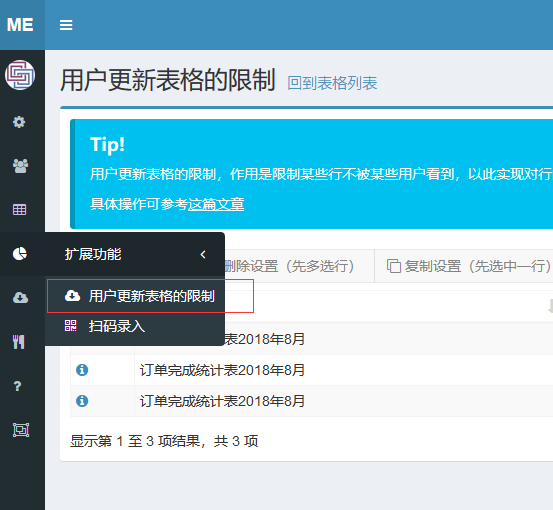 ME
用户更新表格的限制 回到表格列表
Tip!
用户更新表格的限制，作用是限制某些行不被某些用户看到，以此实现对行
具体操作可参考这篇文章
扩展功能
删除设置（先多选行） 复制设置（先选中一行）
用户更新表格的限制
扫码录入
表2018年8月
订单完成统计表2018年8月
订单完成统计表2018年8月
显示第 1 至 3 项结果，共 3 项
?